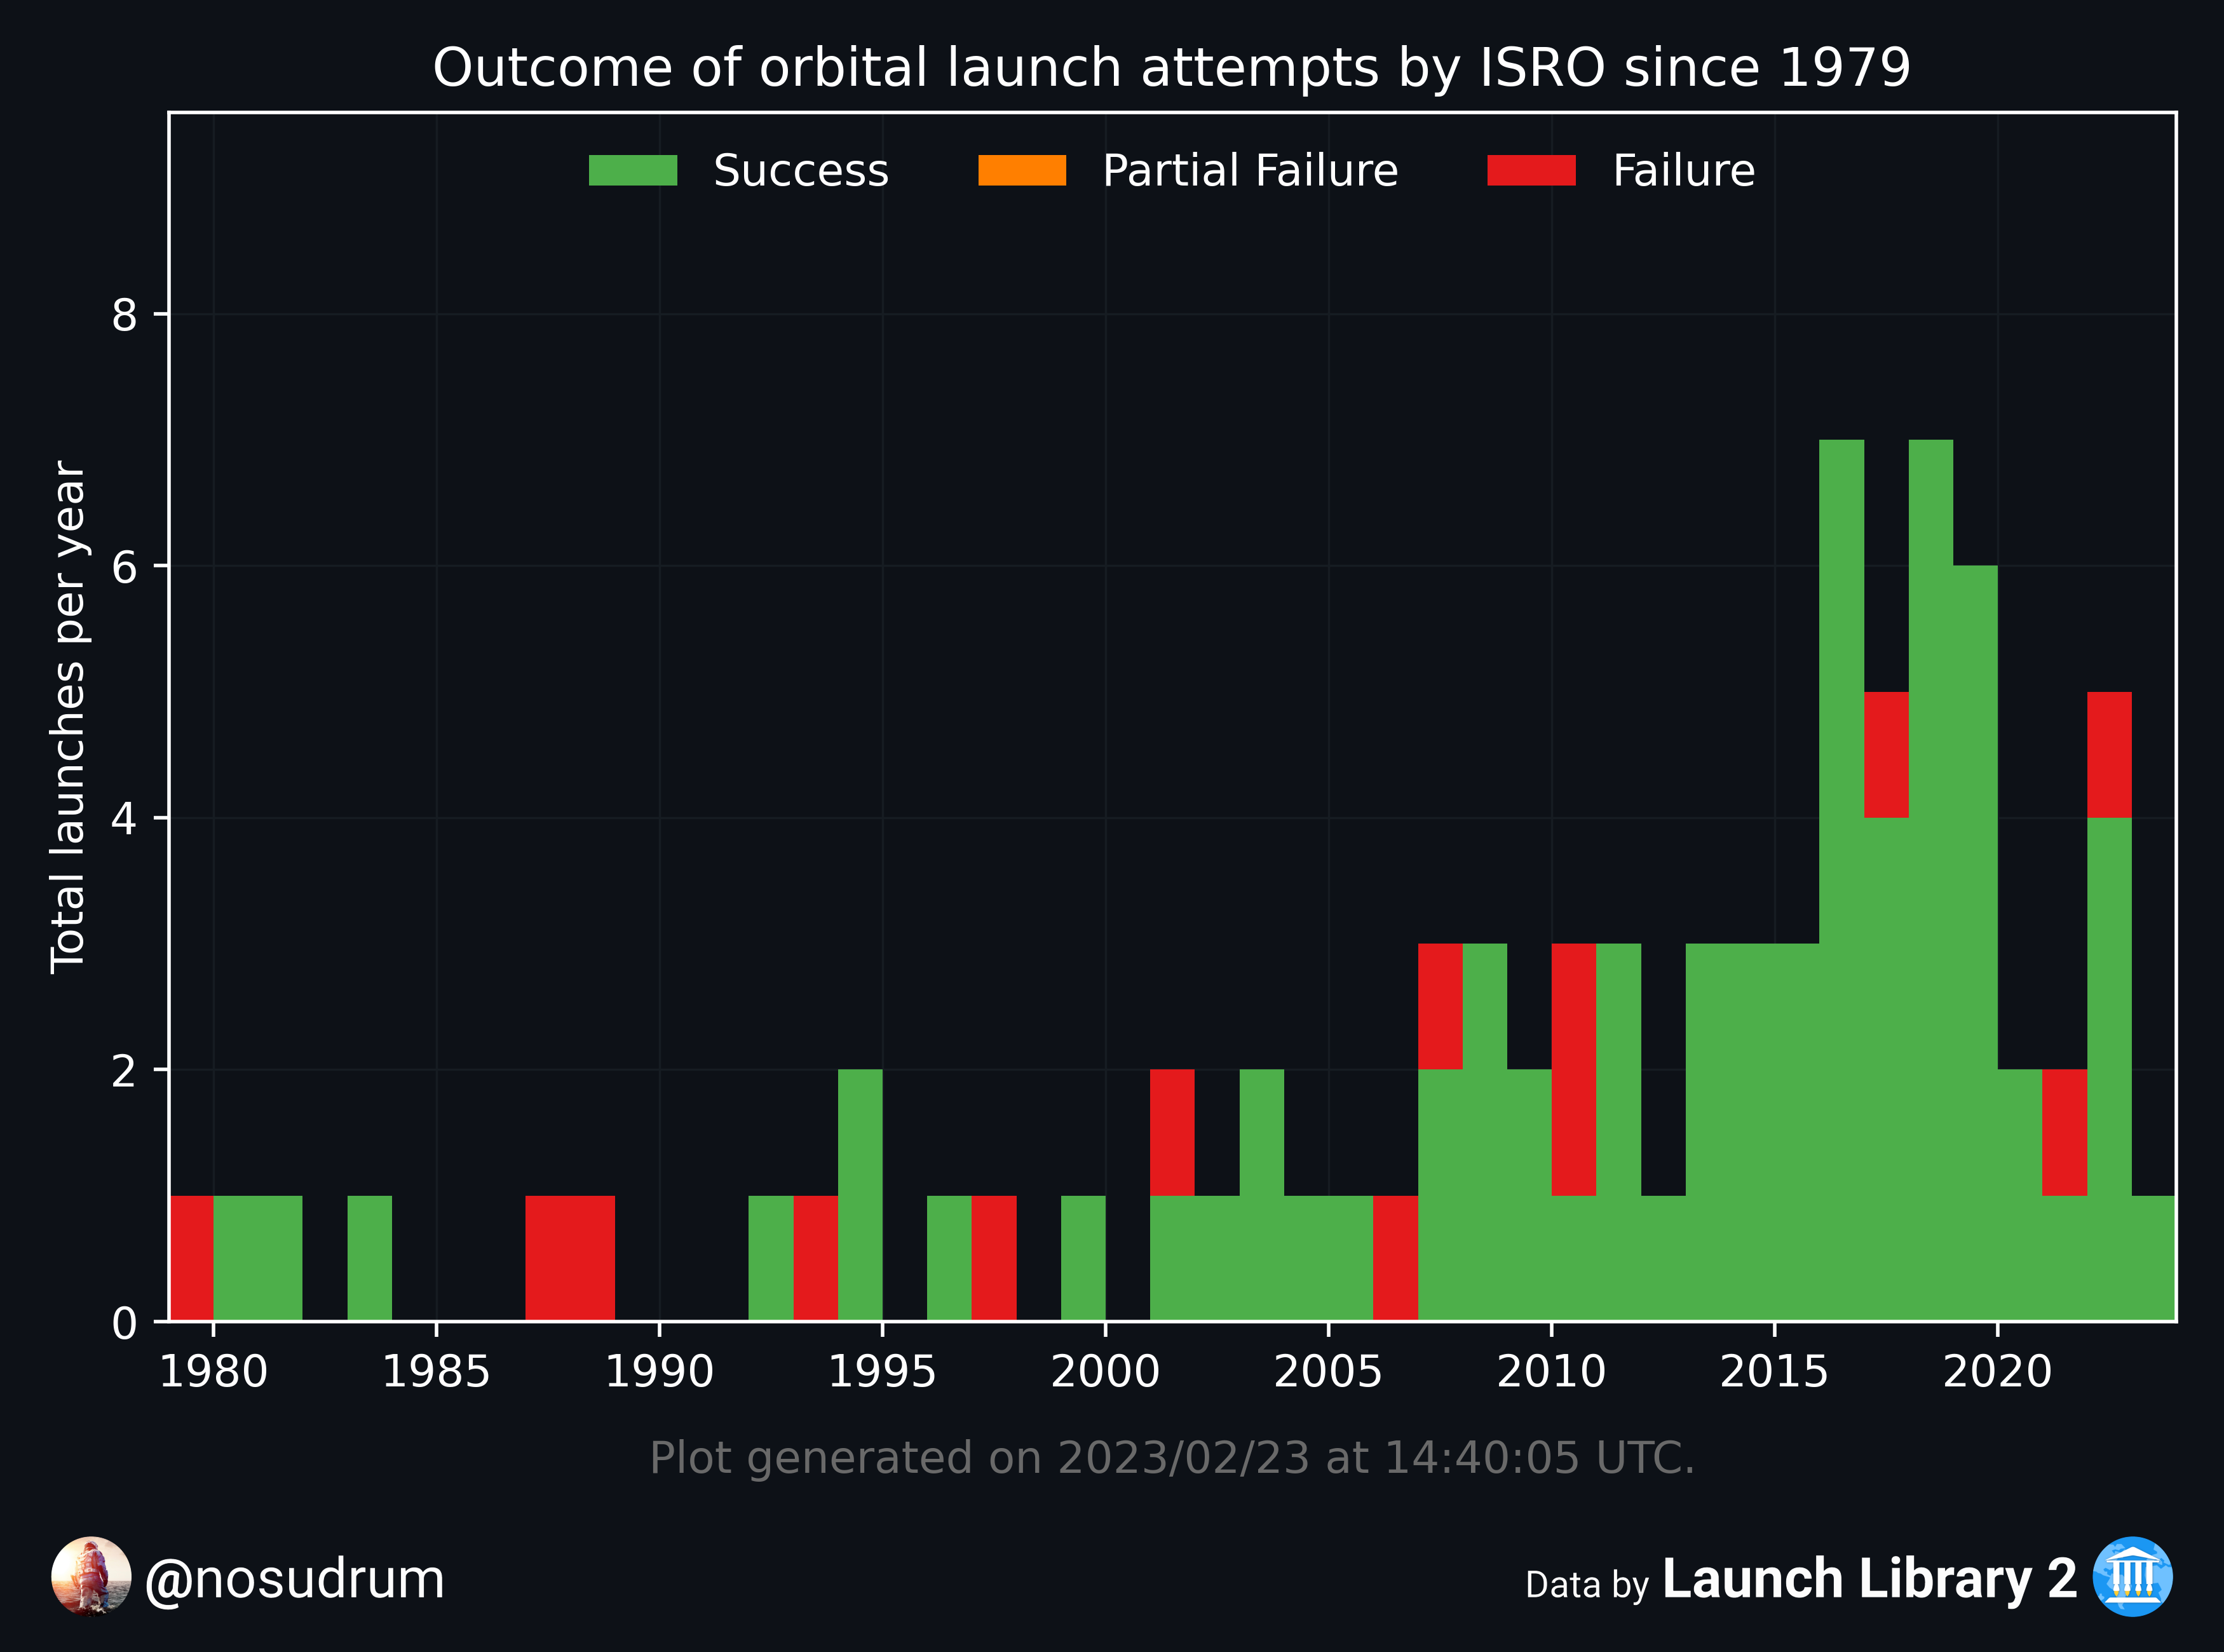 Outcome of orbital launch attempts by ISRO since 1979
Success Partial Failure Failure
Total launches per year
8
6
4
2
0
1980 1985 1990 1995 2000 2005 2010 2015 2020
Plot generated on 2023/02/23 at 14:40:05 UTC.
@nosudrum
Data by Launch Library 2